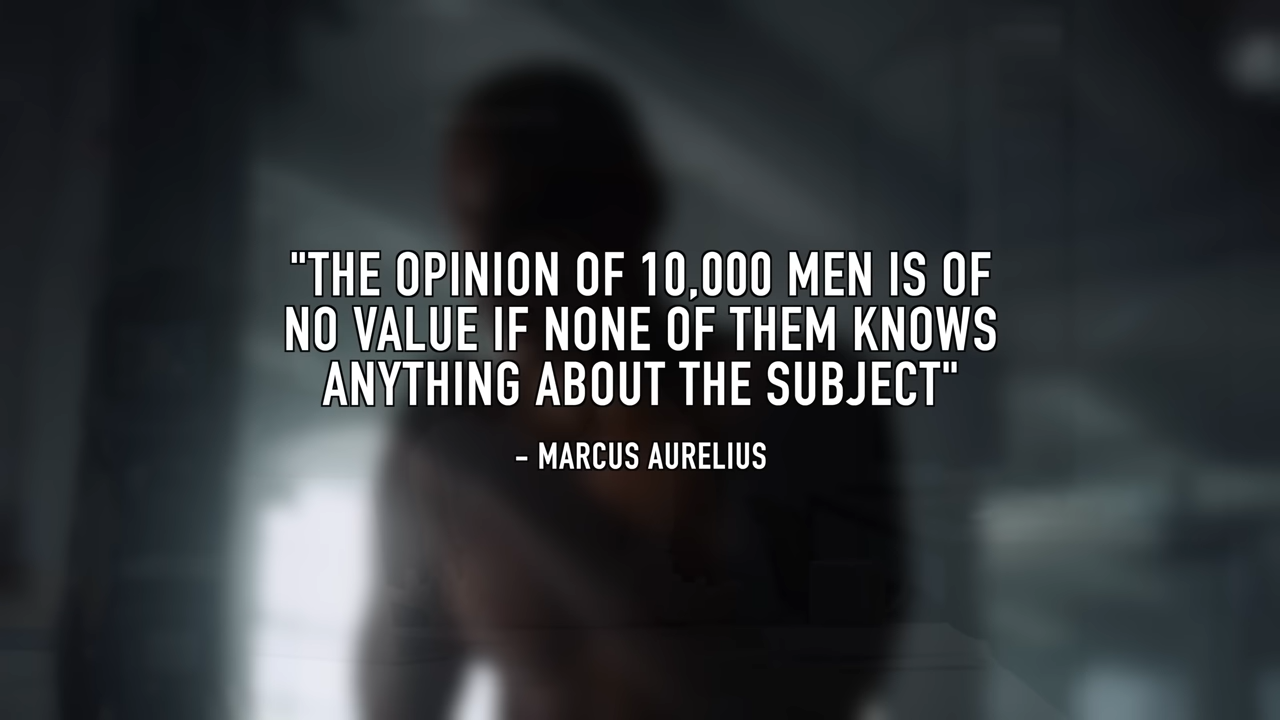 "THE OPINION OF 10,000 MEN IS OF
NO VALUE IF NONE OF THEM KNOWS
ANYTHING ABOUT THE SUBJECT"
- MARCUS AURELIUS